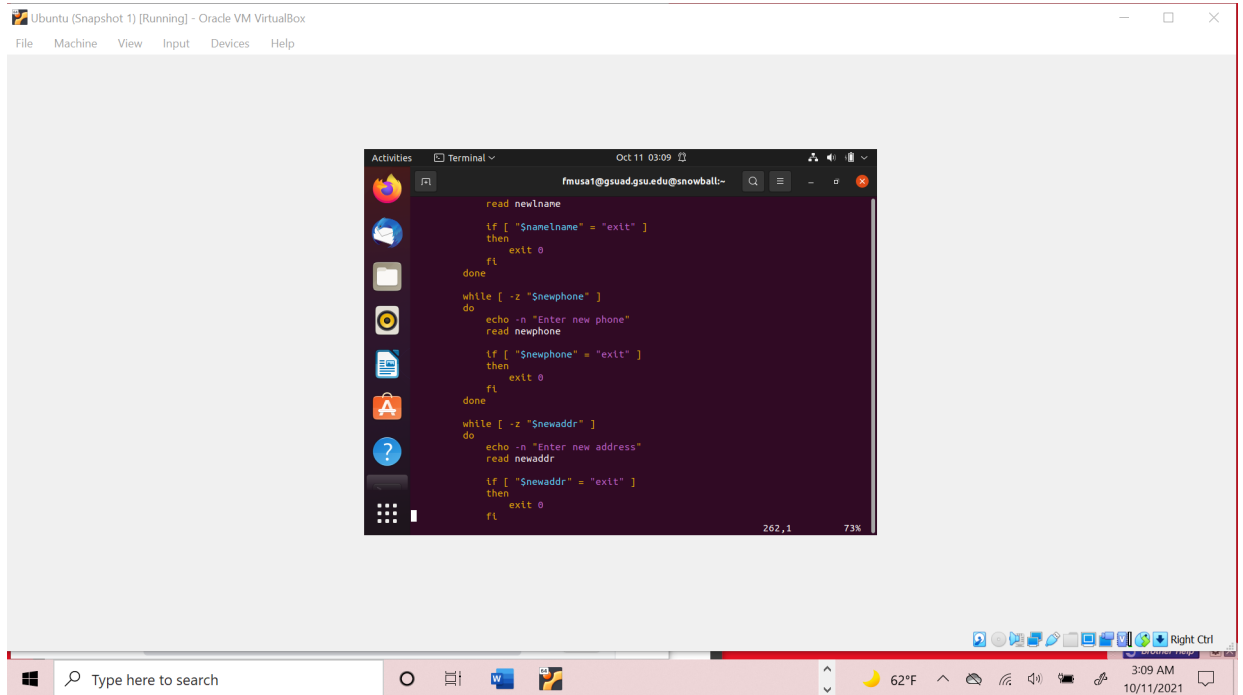 Ubuntu (Snapshot 1) [Running] - Oracle VM VirtualBox
File Machine View Input Devices Help
Activities Terminal Oct 11 03:09
fmusa1@gsuad.gsu.edu@snowball:~
read newlname
if [ "$namelname" = "exit" ]
then
exit 0
fi
done
while [ -z "$newphone" ]
do
echo -n "Enter new phone"
read newphone
if [ "$newphone" = "exit" ]
then
exit 0
fi
done
while [ -z "$newaddr" ]
do
echo -n "Enter new address"
read newaddr
if [ "$newaddr" = "exit" ]
then
exit 0
fi
262,1 73%
Right Ctrl
Brother Help
Type here to search
62°F
3:09 AM
10/11/2021